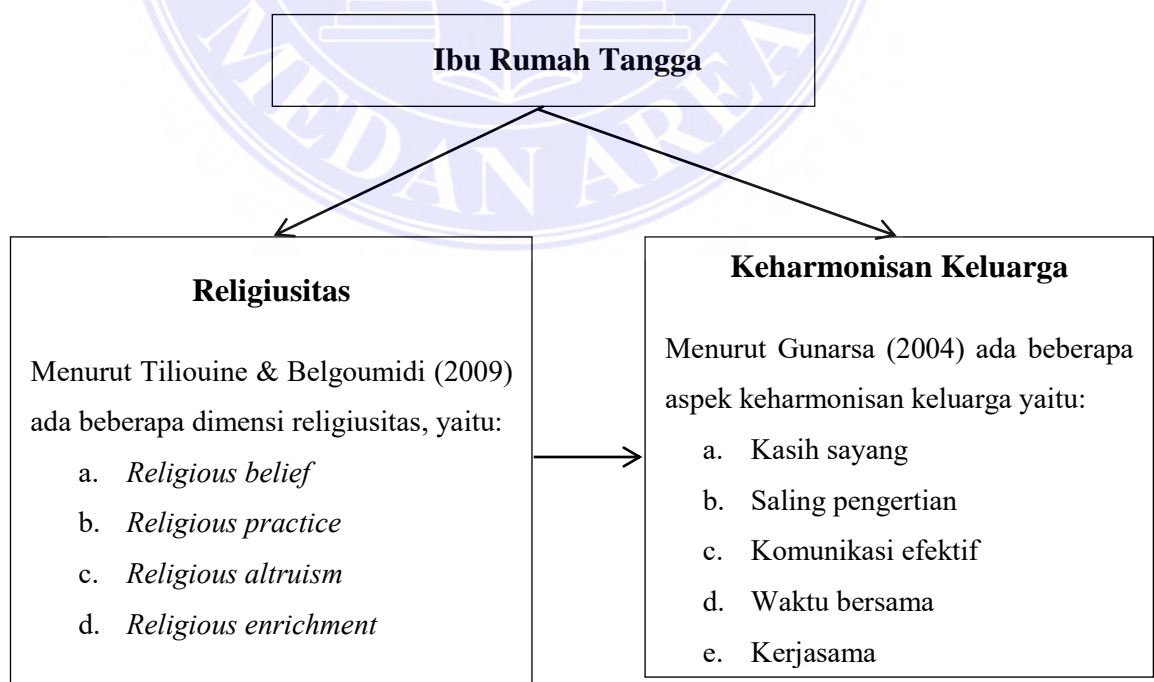 Ibu Rumah Tangga
MEDAN AREA
Religiusitas
Menurut Tiliouine & Belgoumidi (2009)
ada beberapa dimensi religiusitas, yaitu:
a. Religious belief
b. Religious practice
c. Religious altruism
d. Religious enrichment
Keharmonisan Keluarga
Menurut Gunarsa (2004) ada beberapa
aspek keharmonisan keluarga yaitu:
a. Kasih sayang
b. Saling pengertian
c. Komunikasi efektif
d. Waktu bersama
e. Kerjasama